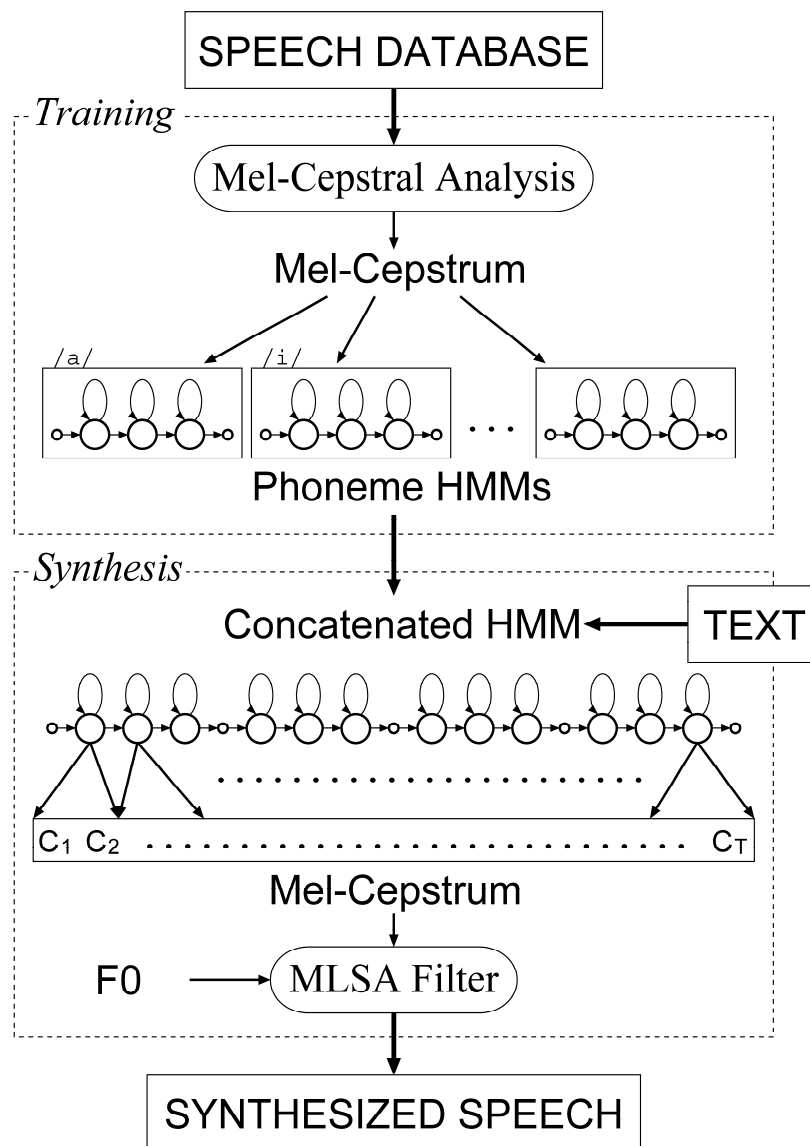 SPEECH DATABASE
Training
Mel-Cepstral Analysis
Mel-Cepstrum
/a/ /i/
. . .
Phoneme HMMs
Synthesis
Concatenated HMM
TEXT
C1 C2 CT
Mel-Cepstrum
F0
MLSA Filter
SYNTHESIZED SPEECH